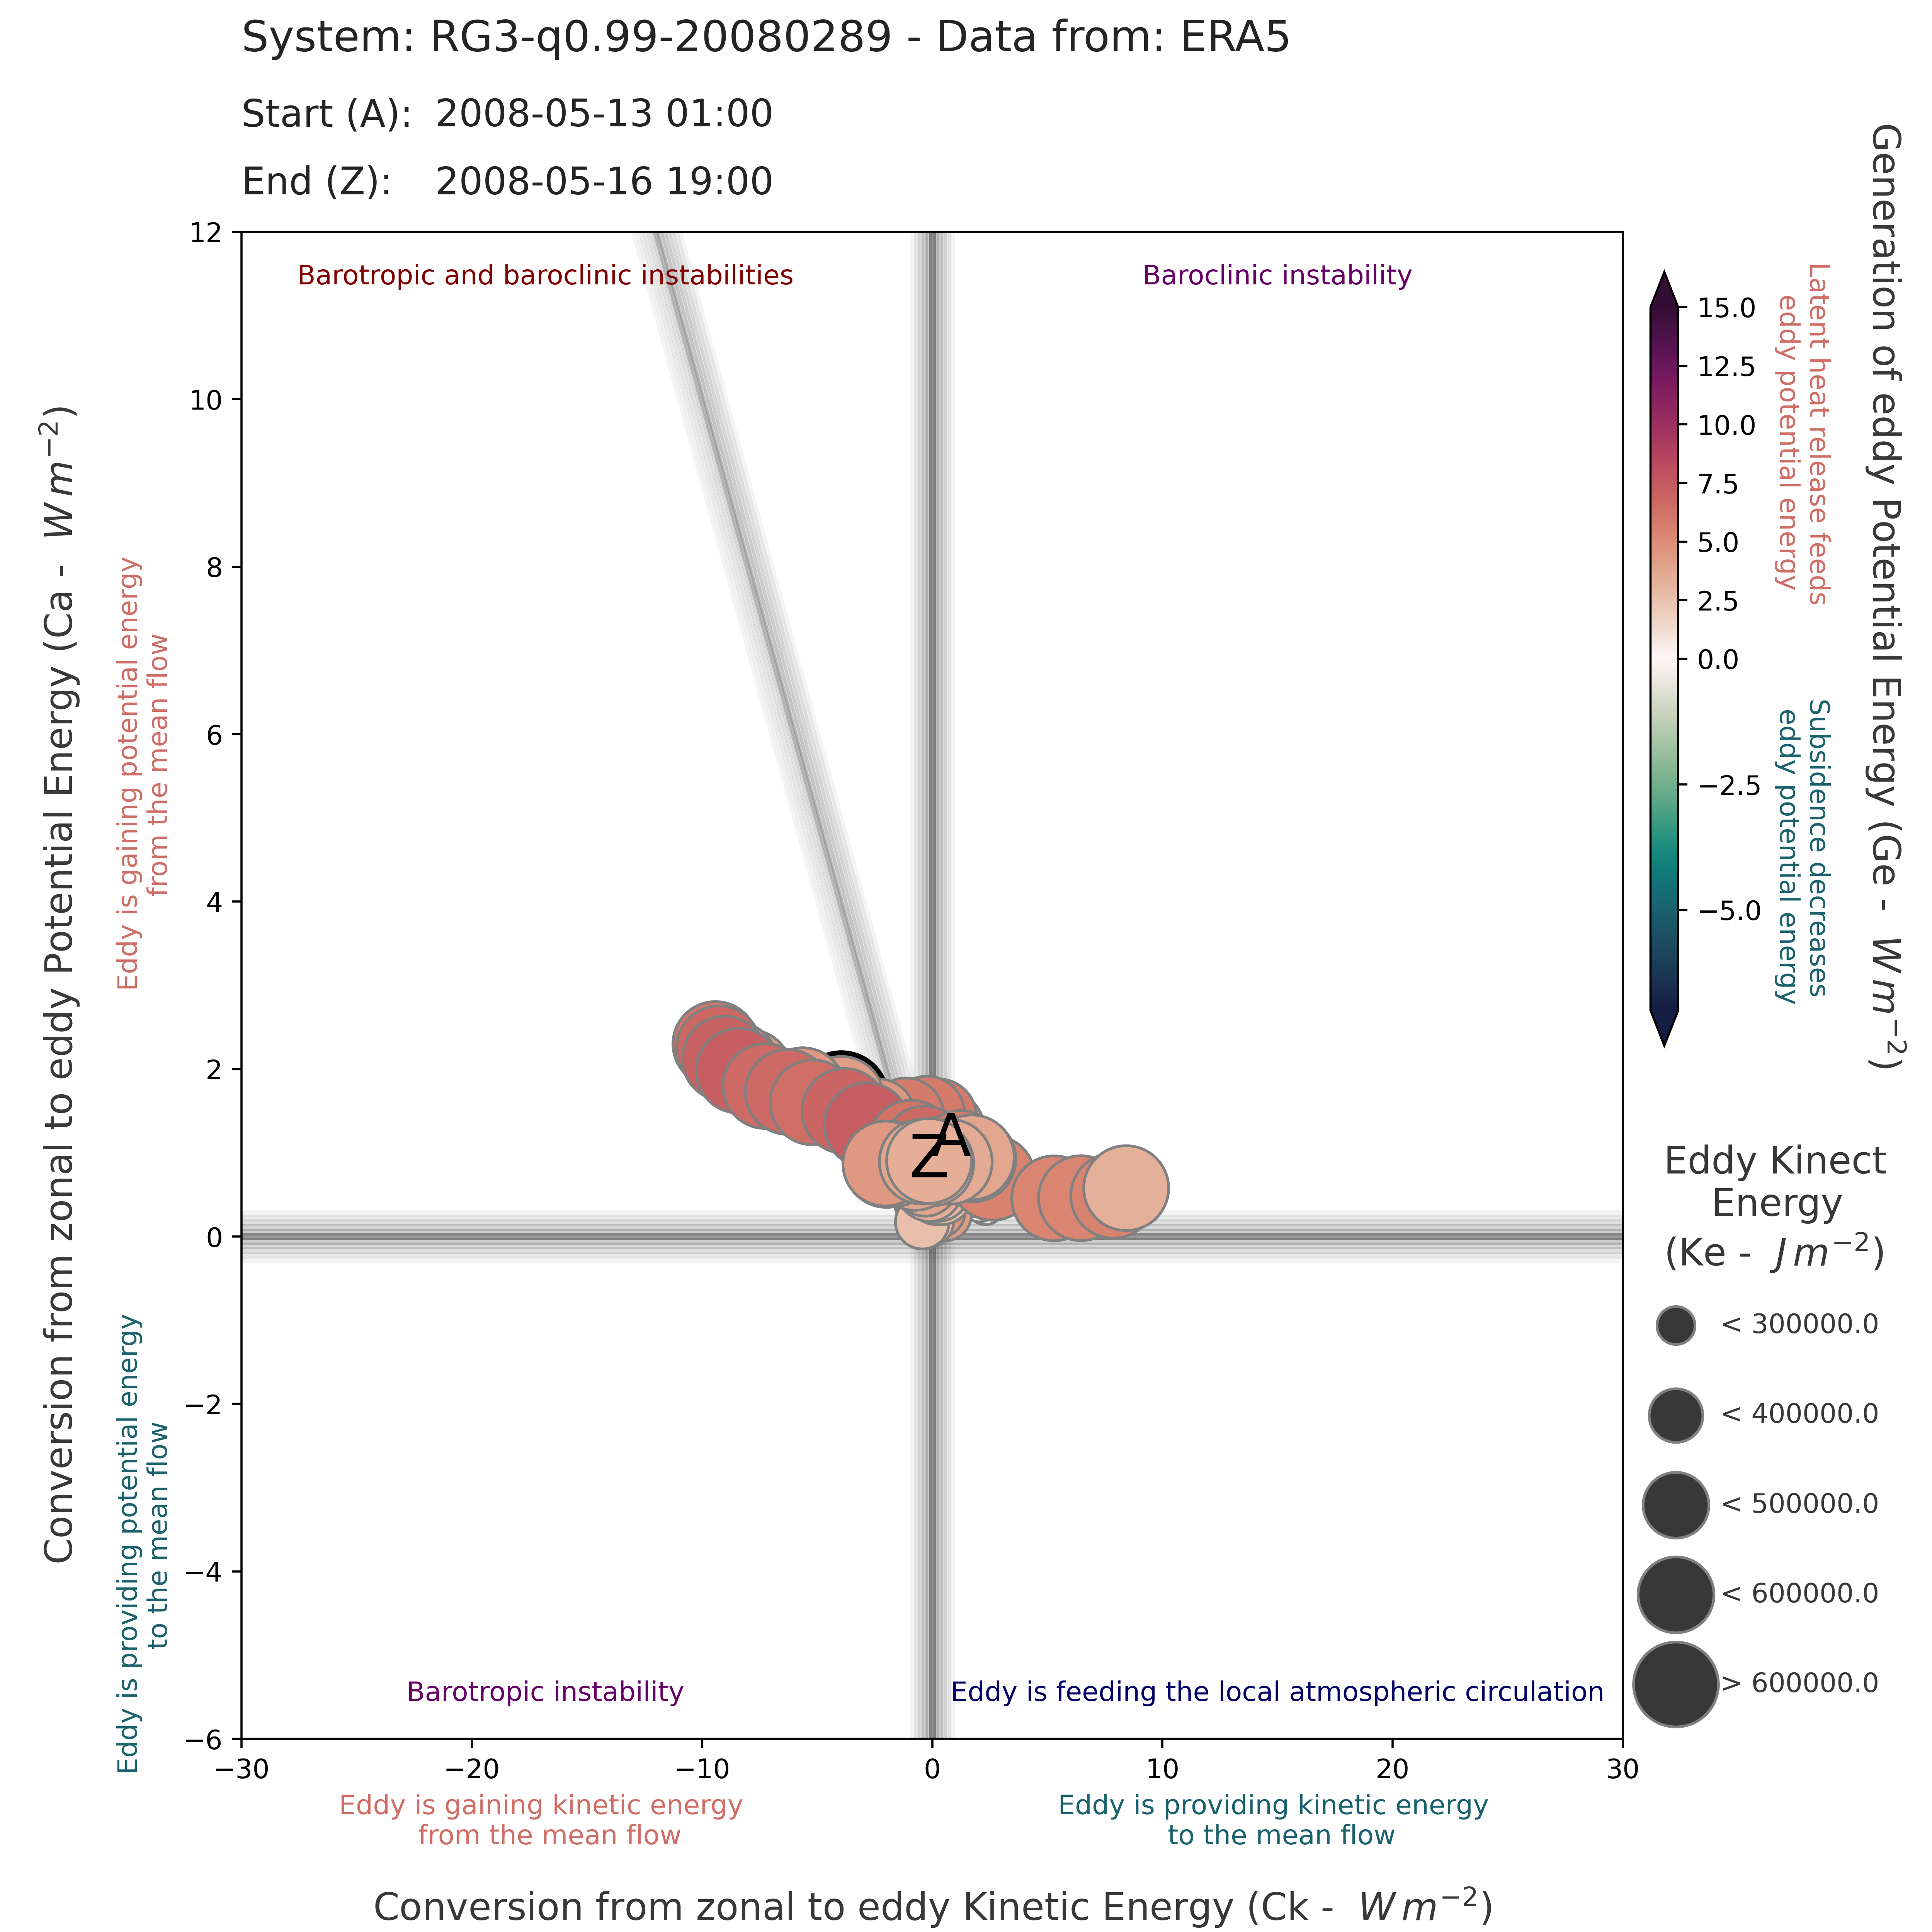 System: RG3-q0.99-20080289 - Data from: ERA5
Start (A): 2008-05-13 01:00
End (Z): 2008-05-16 19:00
Conversion from zonal to eddy Potential Energy (Ca - W m⁻²)
Eddy is gaining potential energy
from the mean flow
Eddy is providing potential energy
to the mean flow
12
10
8
6
4
2
0
−2
−4
−6
Barotropic and baroclinic instabilities
Baroclinic instability
A
Z
Barotropic instability
Eddy is feeding the local atmospheric circulation
−30
−20
−10
0
10
20
30
Eddy is gaining kinetic energy
from the mean flow
Eddy is providing kinetic energy
to the mean flow
Conversion from zonal to eddy Kinetic Energy (Ck - W m⁻²)
15.0
12.5
10.0
7.5
5.0
2.5
0.0
−2.5
−5.0
Latent heat release feeds
eddy potential energy
Subsidence decreases
eddy potential energy
Generation of eddy Potential Energy (Ge - W m⁻²)
Eddy Kinect
Energy
(Ke - J m⁻²)
< 300000.0
< 400000.0
< 500000.0
< 600000.0
> 600000.0